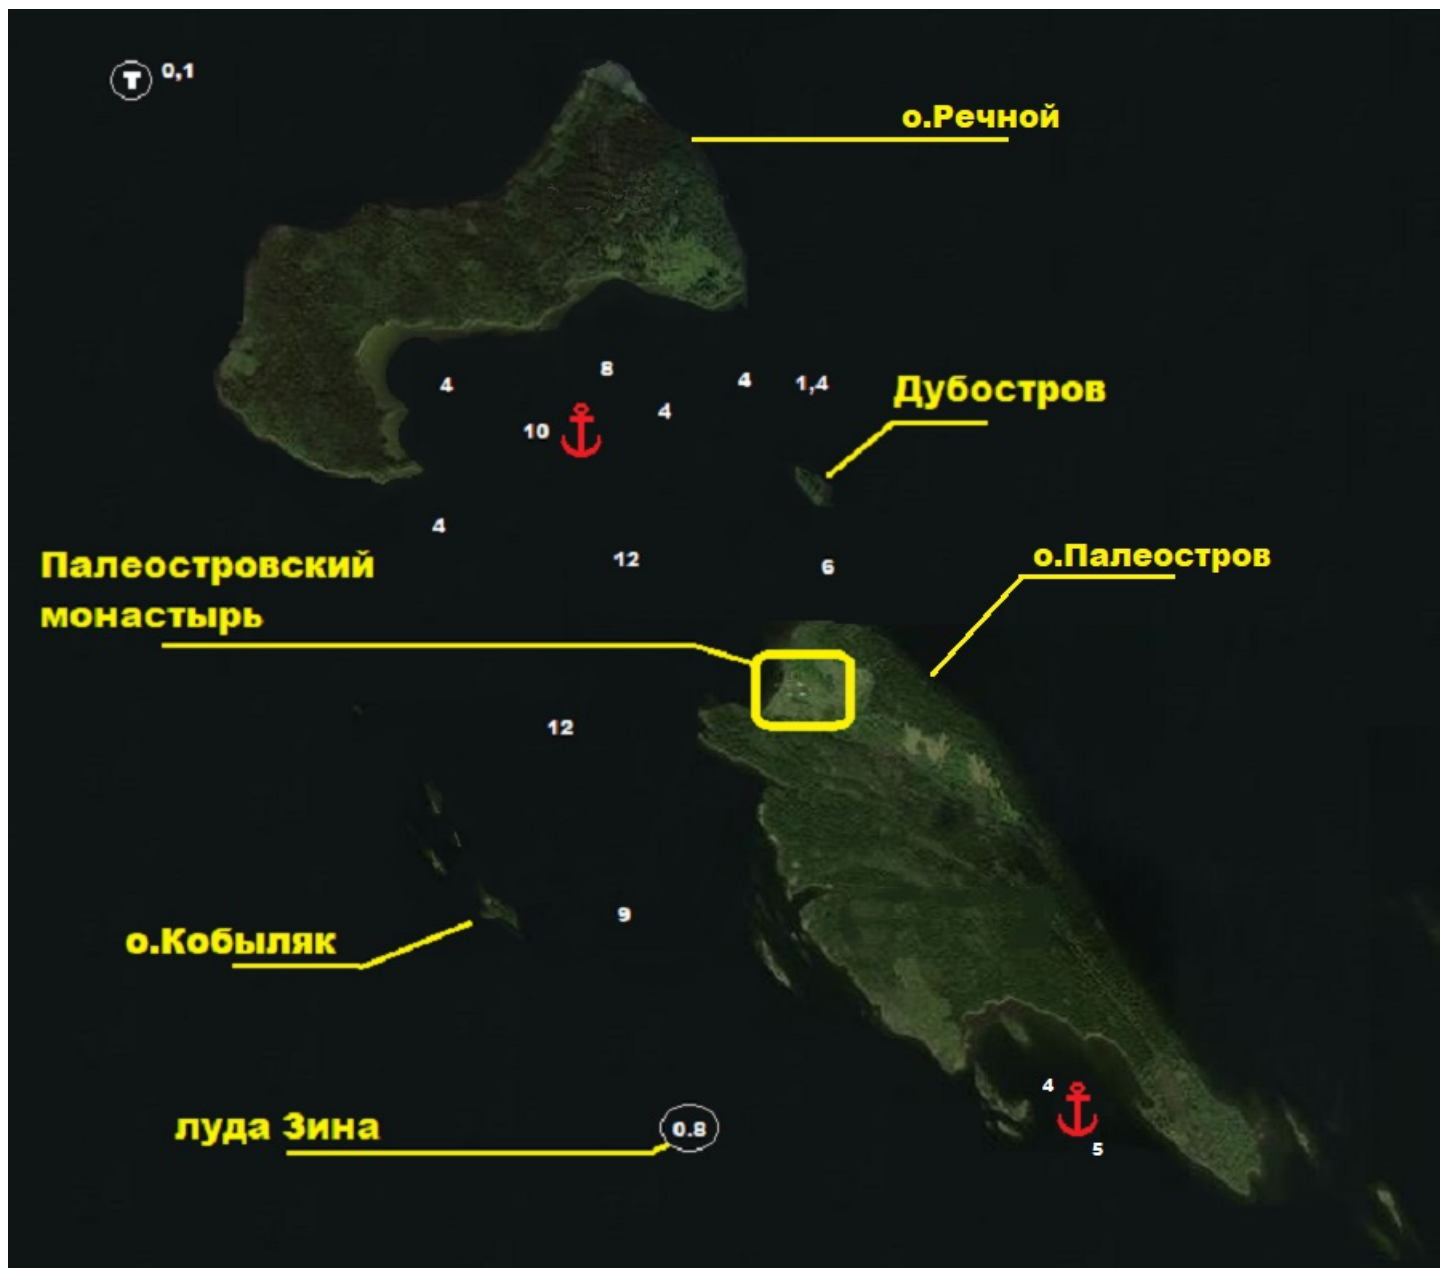 T 0,1
о.Речной
8
4
4
1,4
Дубостров
4
10
4
12
6
о.Палеостров
Палеостровский
монастырь
12
9
о.Кобыляк
4
луда Зина
0.8
5